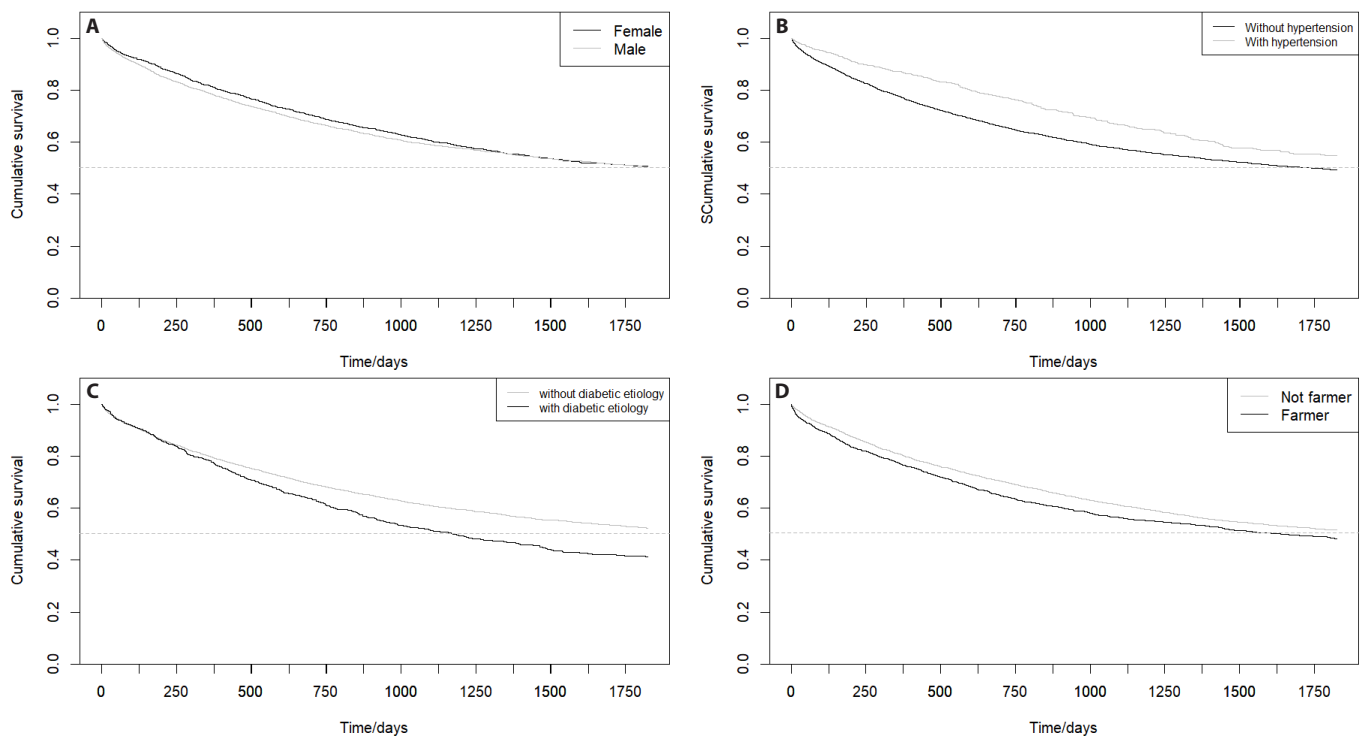 A
Female
Male
Cumulative survival
1.0
0.8
0.6
0.4
0.2
0.0
0 250 500 750 1000 1250 1500 1750
Time/days
B
Without hypertension
With hypertension
SCumulative survival
1.0
0.8
0.6
0.4
0.2
0.0
0 250 500 750 1000 1250 1500 1750
Time/days
C
without diabetic etiology
with diabetic etiology
Cumulative survival
1.0
0.8
0.6
0.4
0.2
0.0
0 250 500 750 1000 1250 1500 1750
Time/days
D
Not farmer
Farmer
Cumulative survival
1.0
0.8
0.6
0.4
0.2
0.0
0 250 500 750 1000 1250 1500 1750
Time/days